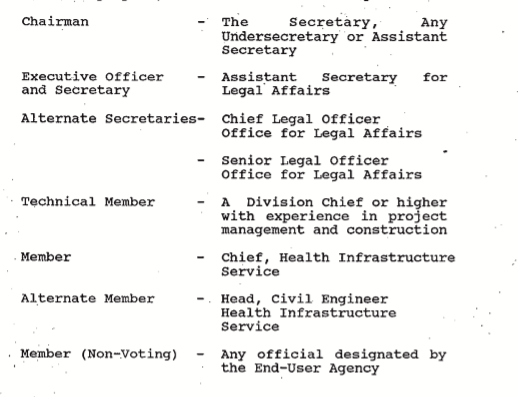 Chairman - The Secretary, Any
Undersecretary or Assistant
Secretary
Executive Officer - Assistant Secretary for
and Secretary Legal Affairs
Alternate Secretaries- Chief Legal Officer
Office for Legal Affairs
- Senior Legal Officer
Office for Legal Affairs
Technical Member - A Division Chief or higher
with experience in project
management and construction
Member - Chief, Health Infrastructure
Service
Alternate Member - Head, Civil Engineer
Health Infrastructure
Service
Member (Non-Voting) - Any official designated by
the End-User Agency